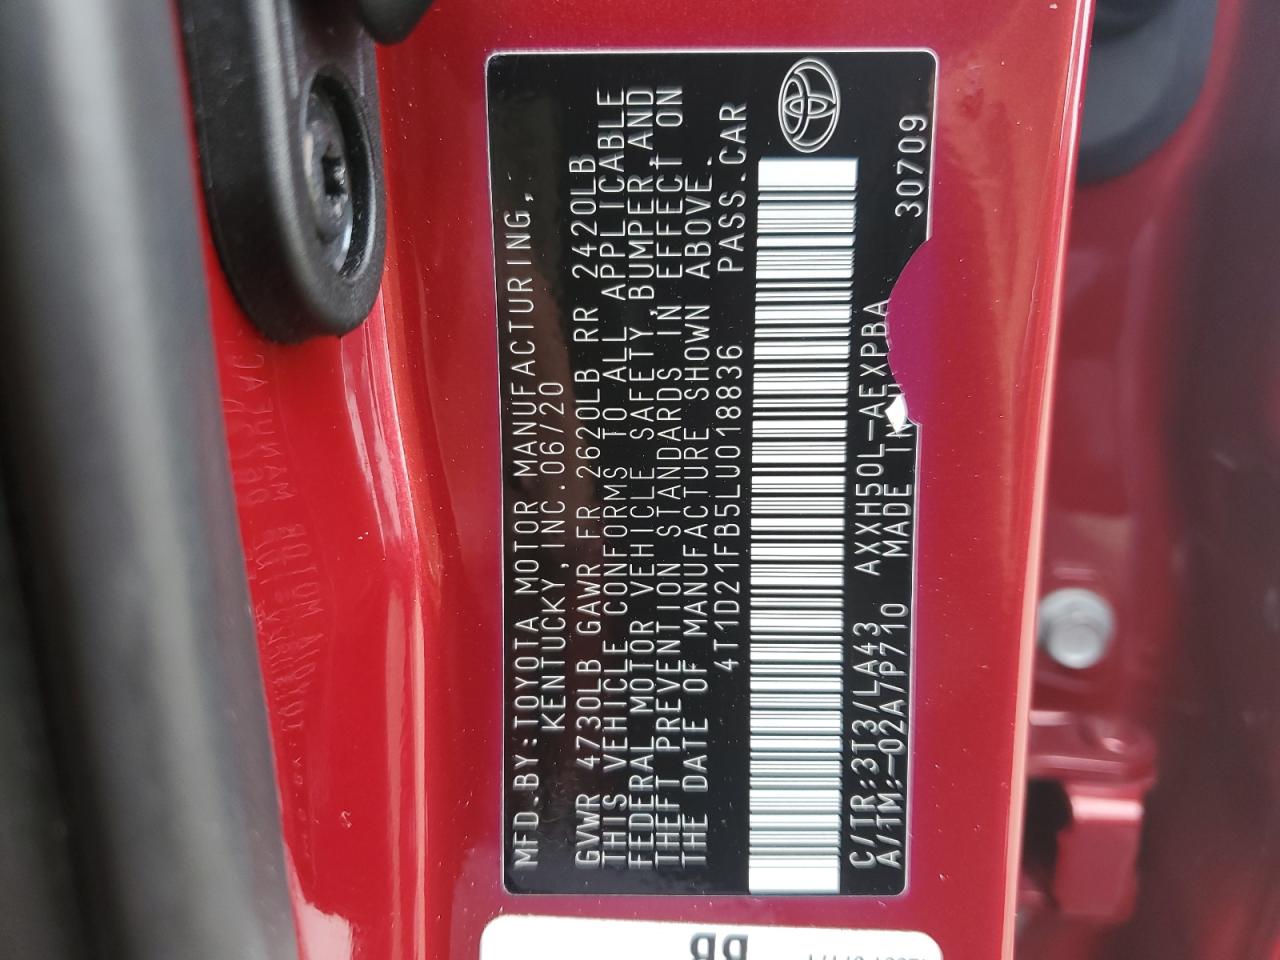 MFD.BY:TOYOTA MOTOR MANUFACTURING,
KENTUCKY,INC.06/20
GVWR 4730LB GAWR FR 2620LB RR 2420LB
THIS VEHICLE CONFORMS TO ALL APPLICABLE
FEDERAL MOTOR VEHICLE SAFETY,BUMPER,AND
THEFT PREVENTION STANDARDS IN EFFECT ON
THE DATE OF MANUFACTURE SHOWN ABOVE.
4T1D21FB5LU018836 PASS.CAR
C/TR:3T3/LA43 AXXH50L-AEXPBA
A/TM:-02A/P710 MADE IN 30709